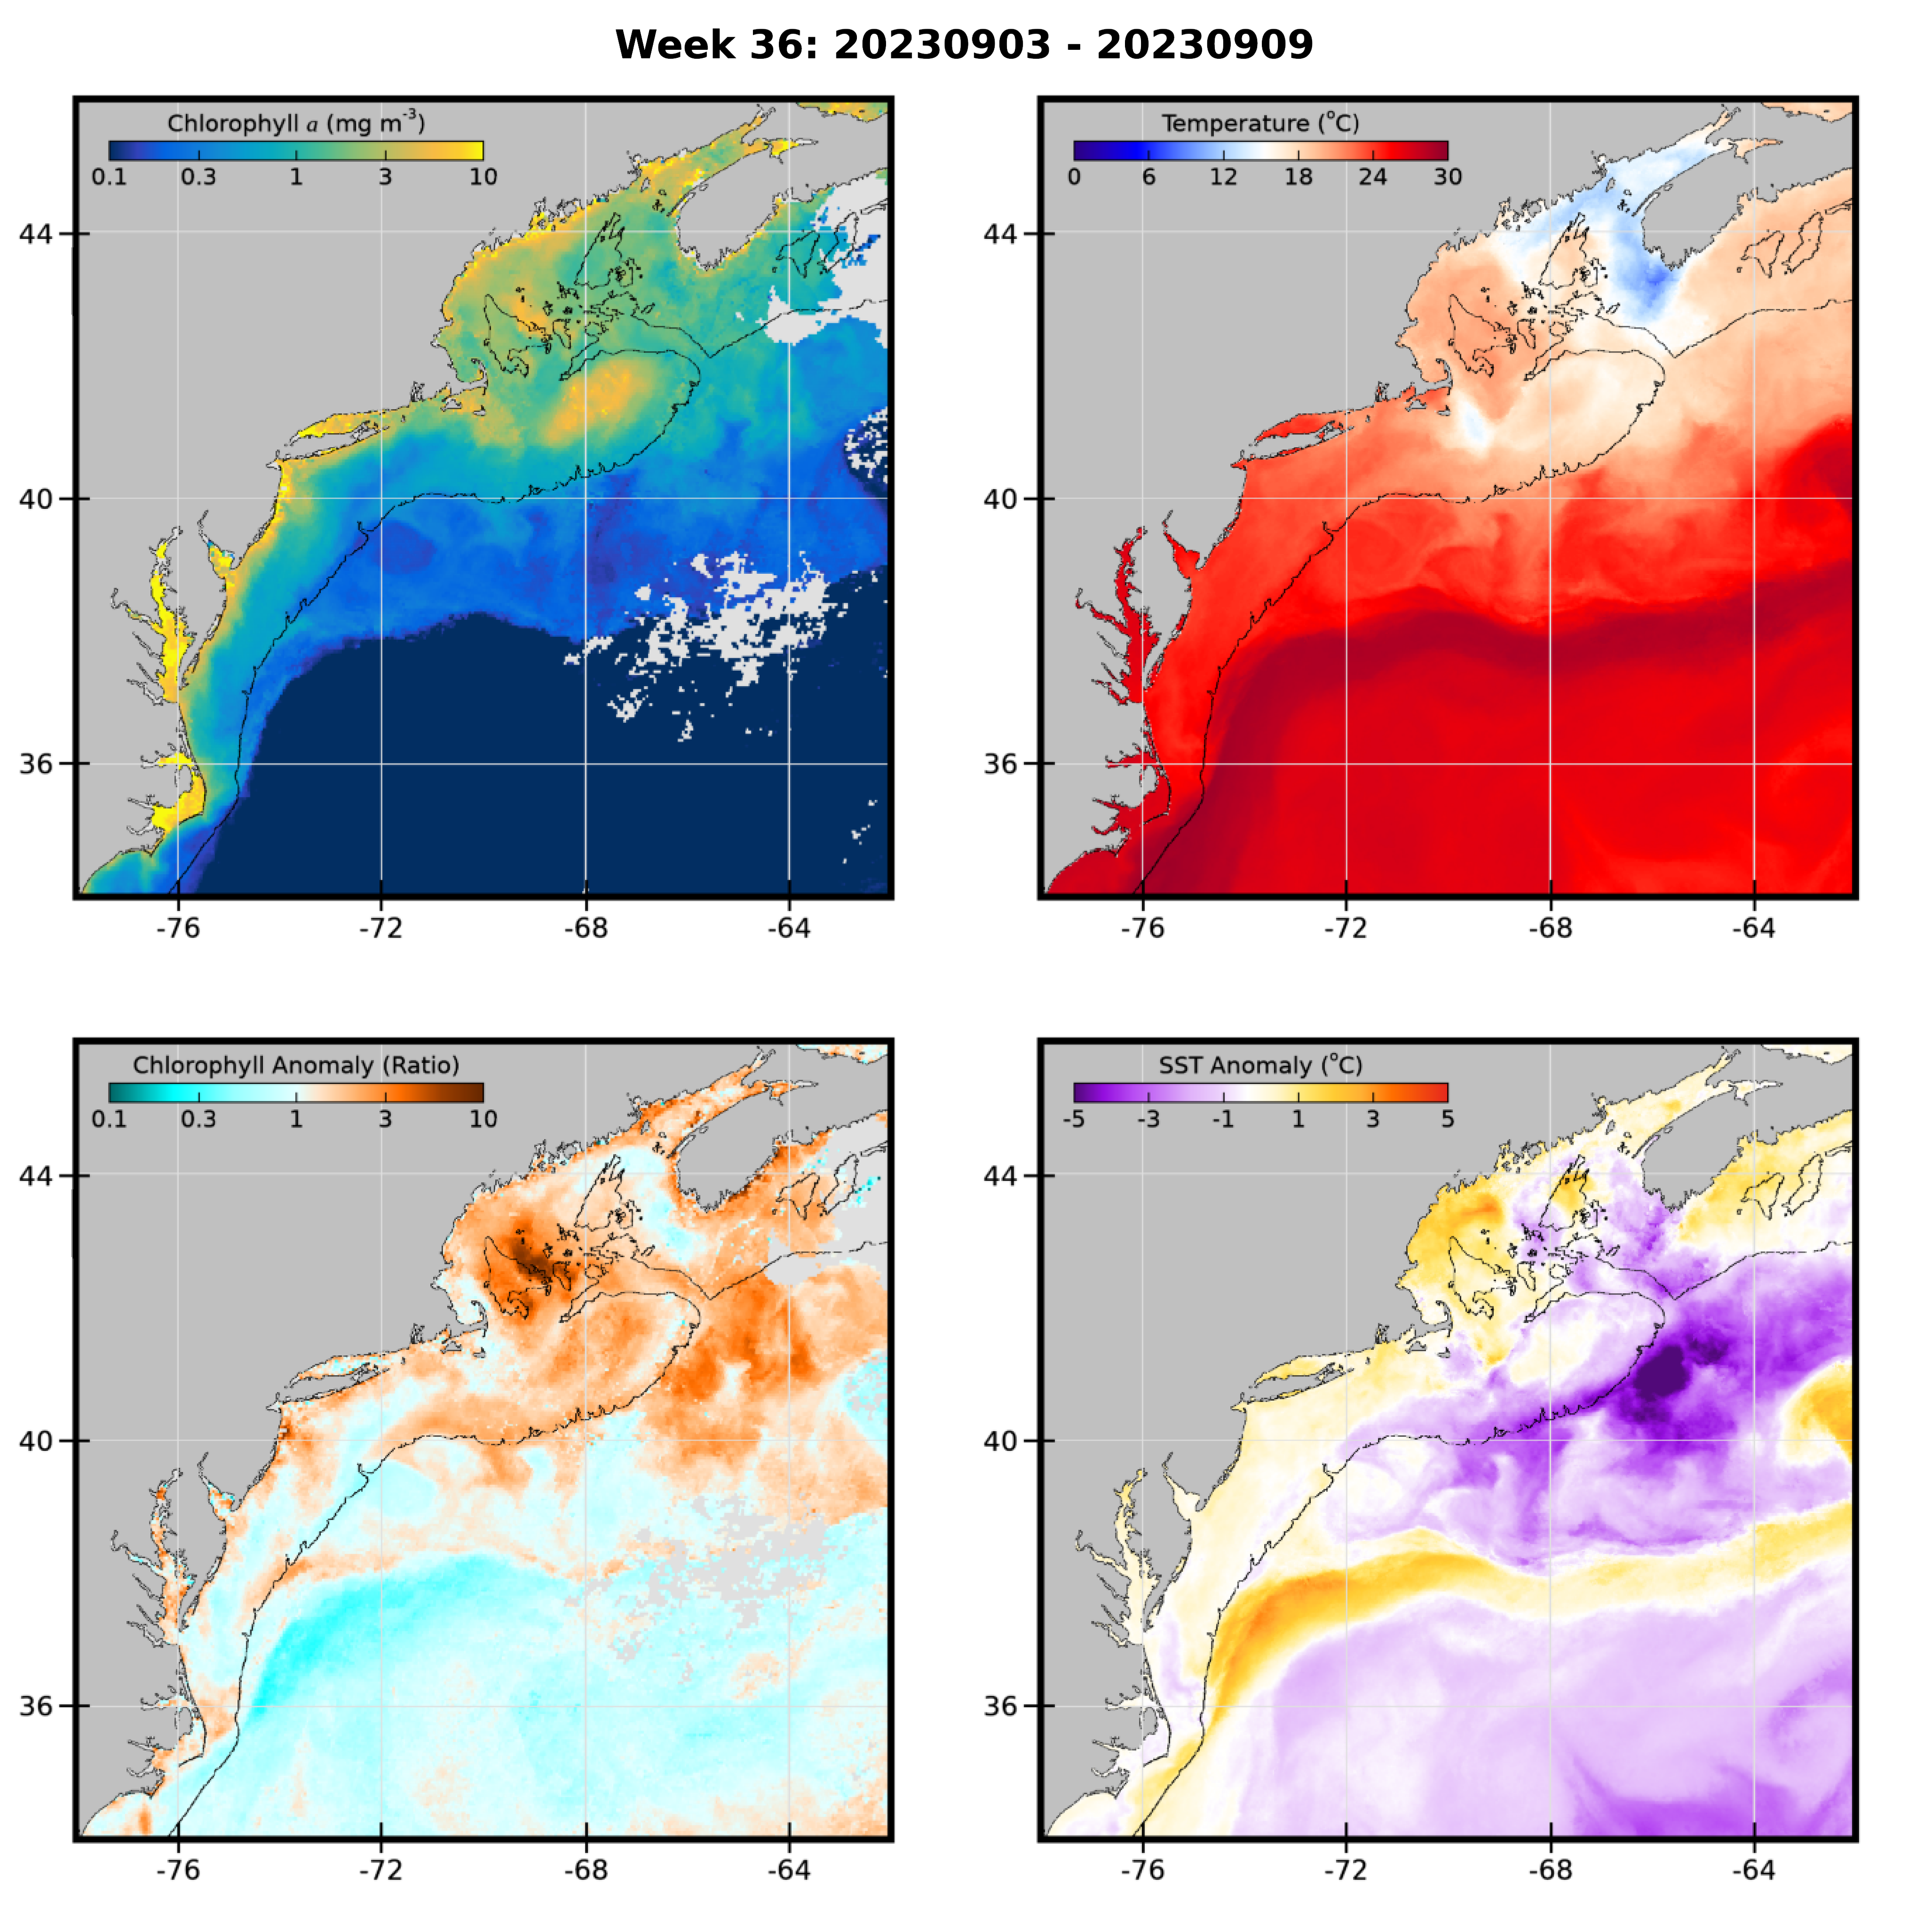 Week 36: 20230903 - 20230909
Chlorophyll a (mg m-3)
0.1 0.3 1 3 10
44
40
36
-76 -72 -68 -64
Temperature (oC)
0 6 12 18 24 30
44
40
36
-76 -72 -68 -64
Chlorophyll Anomaly (Ratio)
0.1 0.3 1 3 10
44
40
36
-76 -72 -68 -64
SST Anomaly (oC)
-5 -3 -1 1 3 5
44
40
36
-76 -72 -68 -64